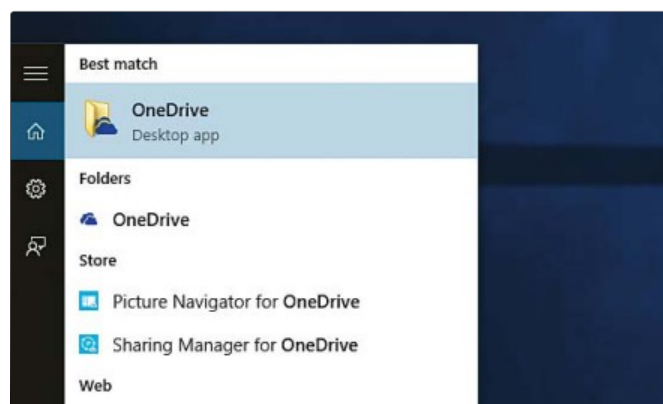 Best match
OneDrive
Desktop app
Folders
OneDrive
Store
Picture Navigator for OneDrive
Sharing Manager for OneDrive
Web